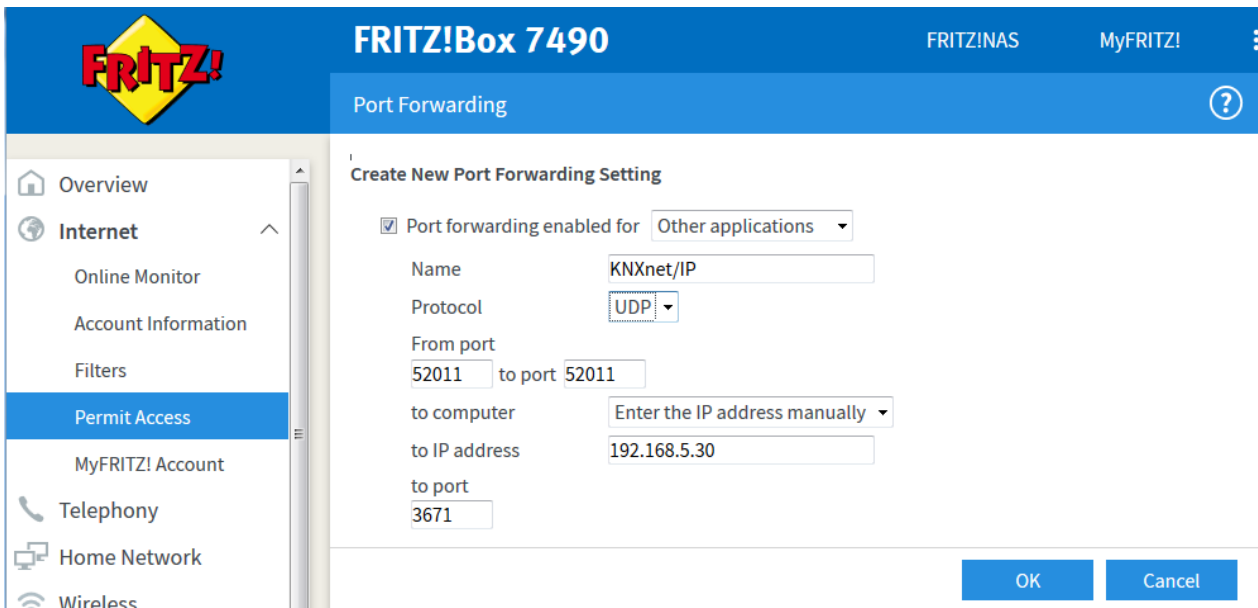 FRITZ!
FRITZ!Box 7490
FRITZ!NAS
MyFRITZ!
Port Forwarding
?
Overview
Internet
Online Monitor
Account Information
Filters
Permit Access
MyFRITZ! Account
Telephony
Home Network
Wireless
Create New Port Forwarding Setting
Port forwarding enabled for Other applications
Name KNXnet/IP
Protocol UDP
From port
52011 to port 52011
to computer Enter the IP address manually
to IP address 192.168.5.30
to port
3671
OK Cancel